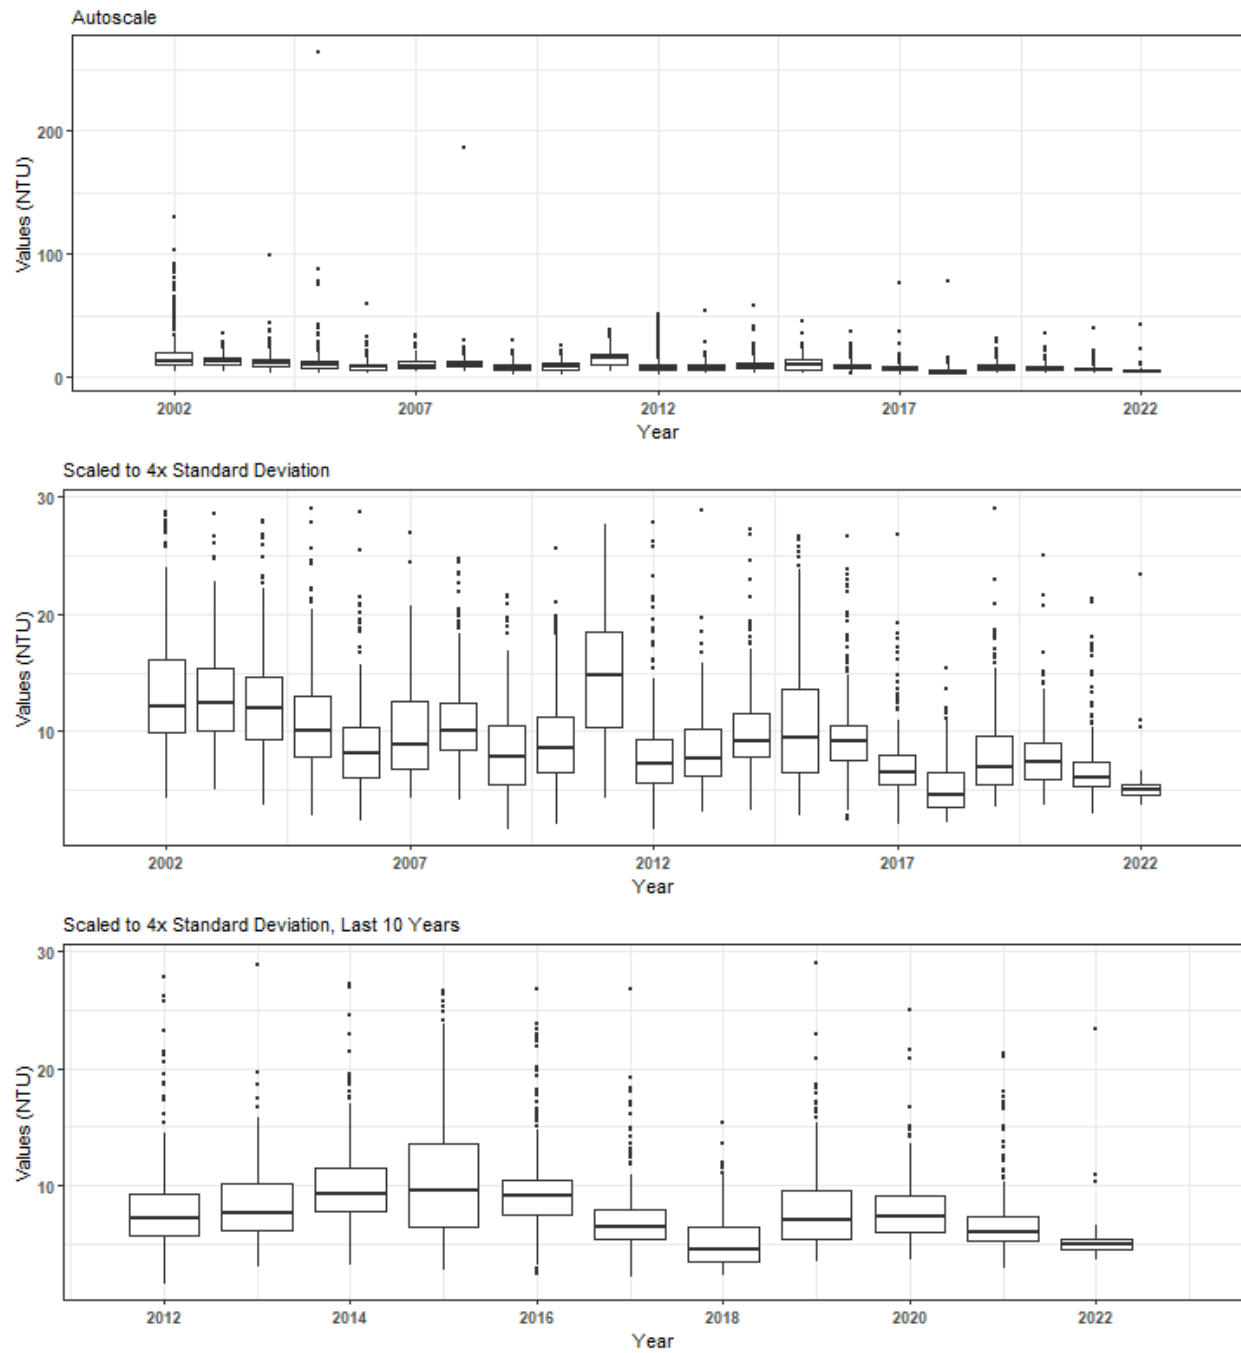 Autoscale
200
100
0
Values (NTU)
2002 2007 2012 2017 2022
Year
Scaled to 4x Standard Deviation
30
20
10
Values (NTU)
2002 2007 2012 2017 2022
Year
Scaled to 4x Standard Deviation, Last 10 Years
30
20
10
Values (NTU)
2012 2014 2016 2018 2020 2022
Year